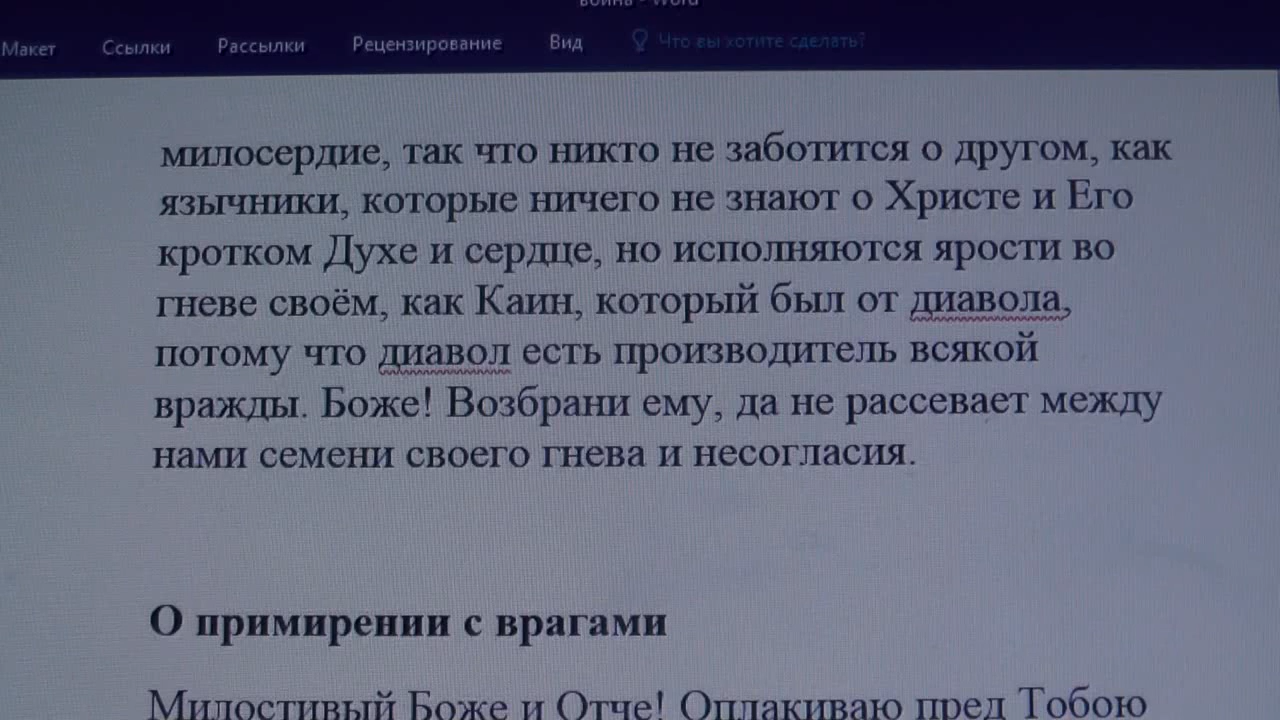 Макет Ссылки Рассылки Рецензирование Вид Что вы хотите сделать?
милосердие, так что никто не заботится о другом, как
язычники, которые ничего не знают о Христе и Его
кротком Духе и сердце, но исполняются ярости во
гневе своём, как Каин, который был от диавола,
потому что диавол есть производитель всякой
вражды. Боже! Возбрани ему, да не рассевает между
нами семени своего гнева и несогласия.
О примирении с врагами
Милостивый Боже и Отче! Оплакиваю пред Тобою